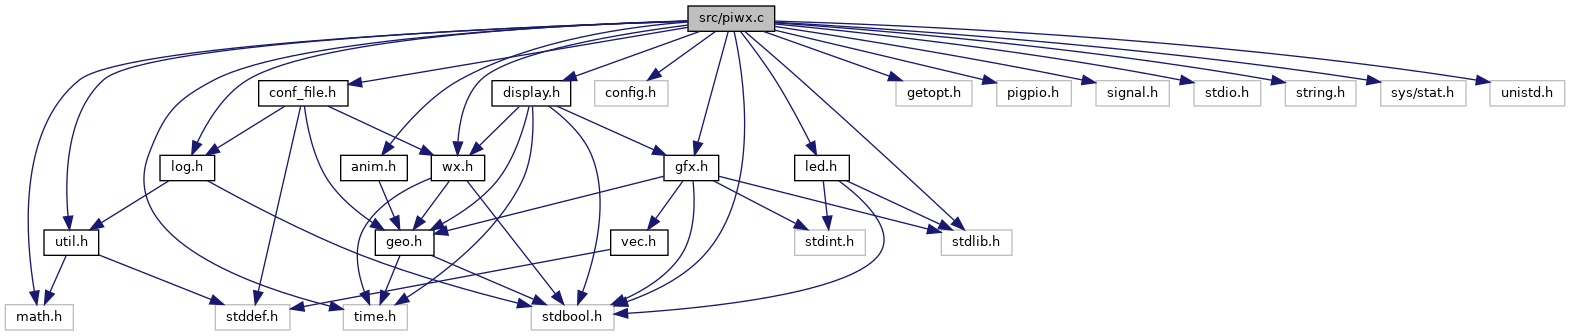 src/piwx.c
conf_file.h
display.h
config.h
getopt.h
pigpio.h
signal.h
stdio.h
string.h
sys/stat.h
unistd.h
log.h
anim.h
wx.h
gfx.h
led.h
util.h
geo.h
vec.h
stdint.h
stdlib.h
math.h
stddef.h
time.h
stdbool.h